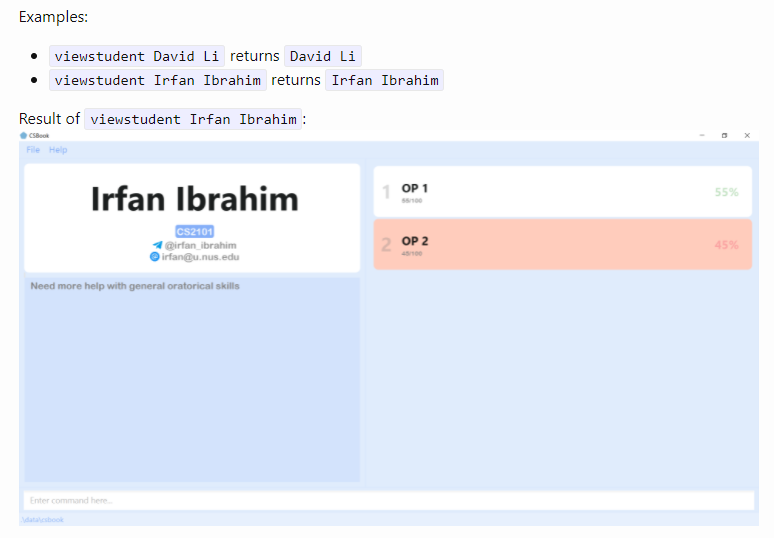 Examples:
viewstudent David Li returns David Li
viewstudent Irfan Ibrahim returns Irfan Ibrahim
Result of viewstudent Irfan Ibrahim :
CSBook
File Help
Irfan Ibrahim
CS2101
@irfan_ibrahim
irfan@u.nus.edu
Need more help with general oratorical skills
1 OP 1 55%
55/100
2 OP 2 45%
45/100
Enter command here...
\data\csbook